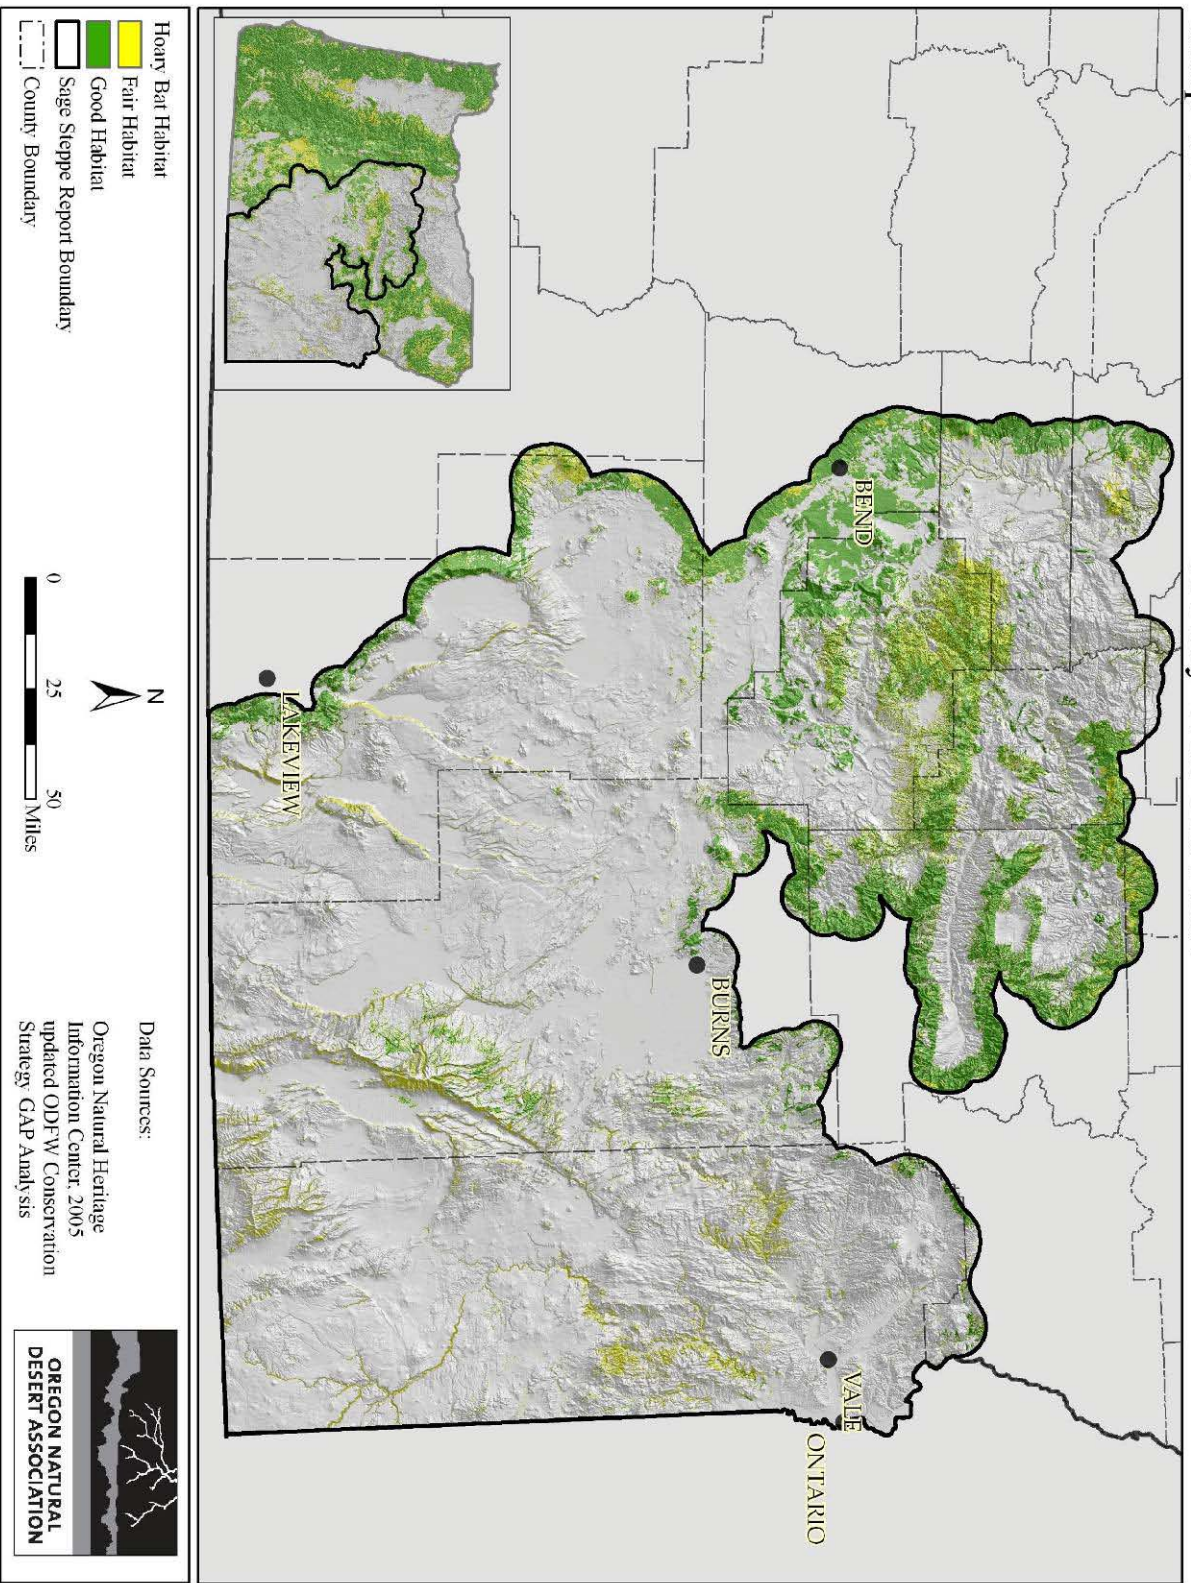 BEND
BURNS
VALE
ONTARIO
LAKEVIEW
Hoary Bat Habitat
Fair Habitat
Good Habitat
Sage Steppe Report Boundary
County Boundary
N
0 25 50 Miles
Data Sources:
Oregon Natural Heritage
Information Center, 2005
updated ODFW Conservation
Strategy GAP Analysis
OREGON NATURAL
DESERT ASSOCIATION